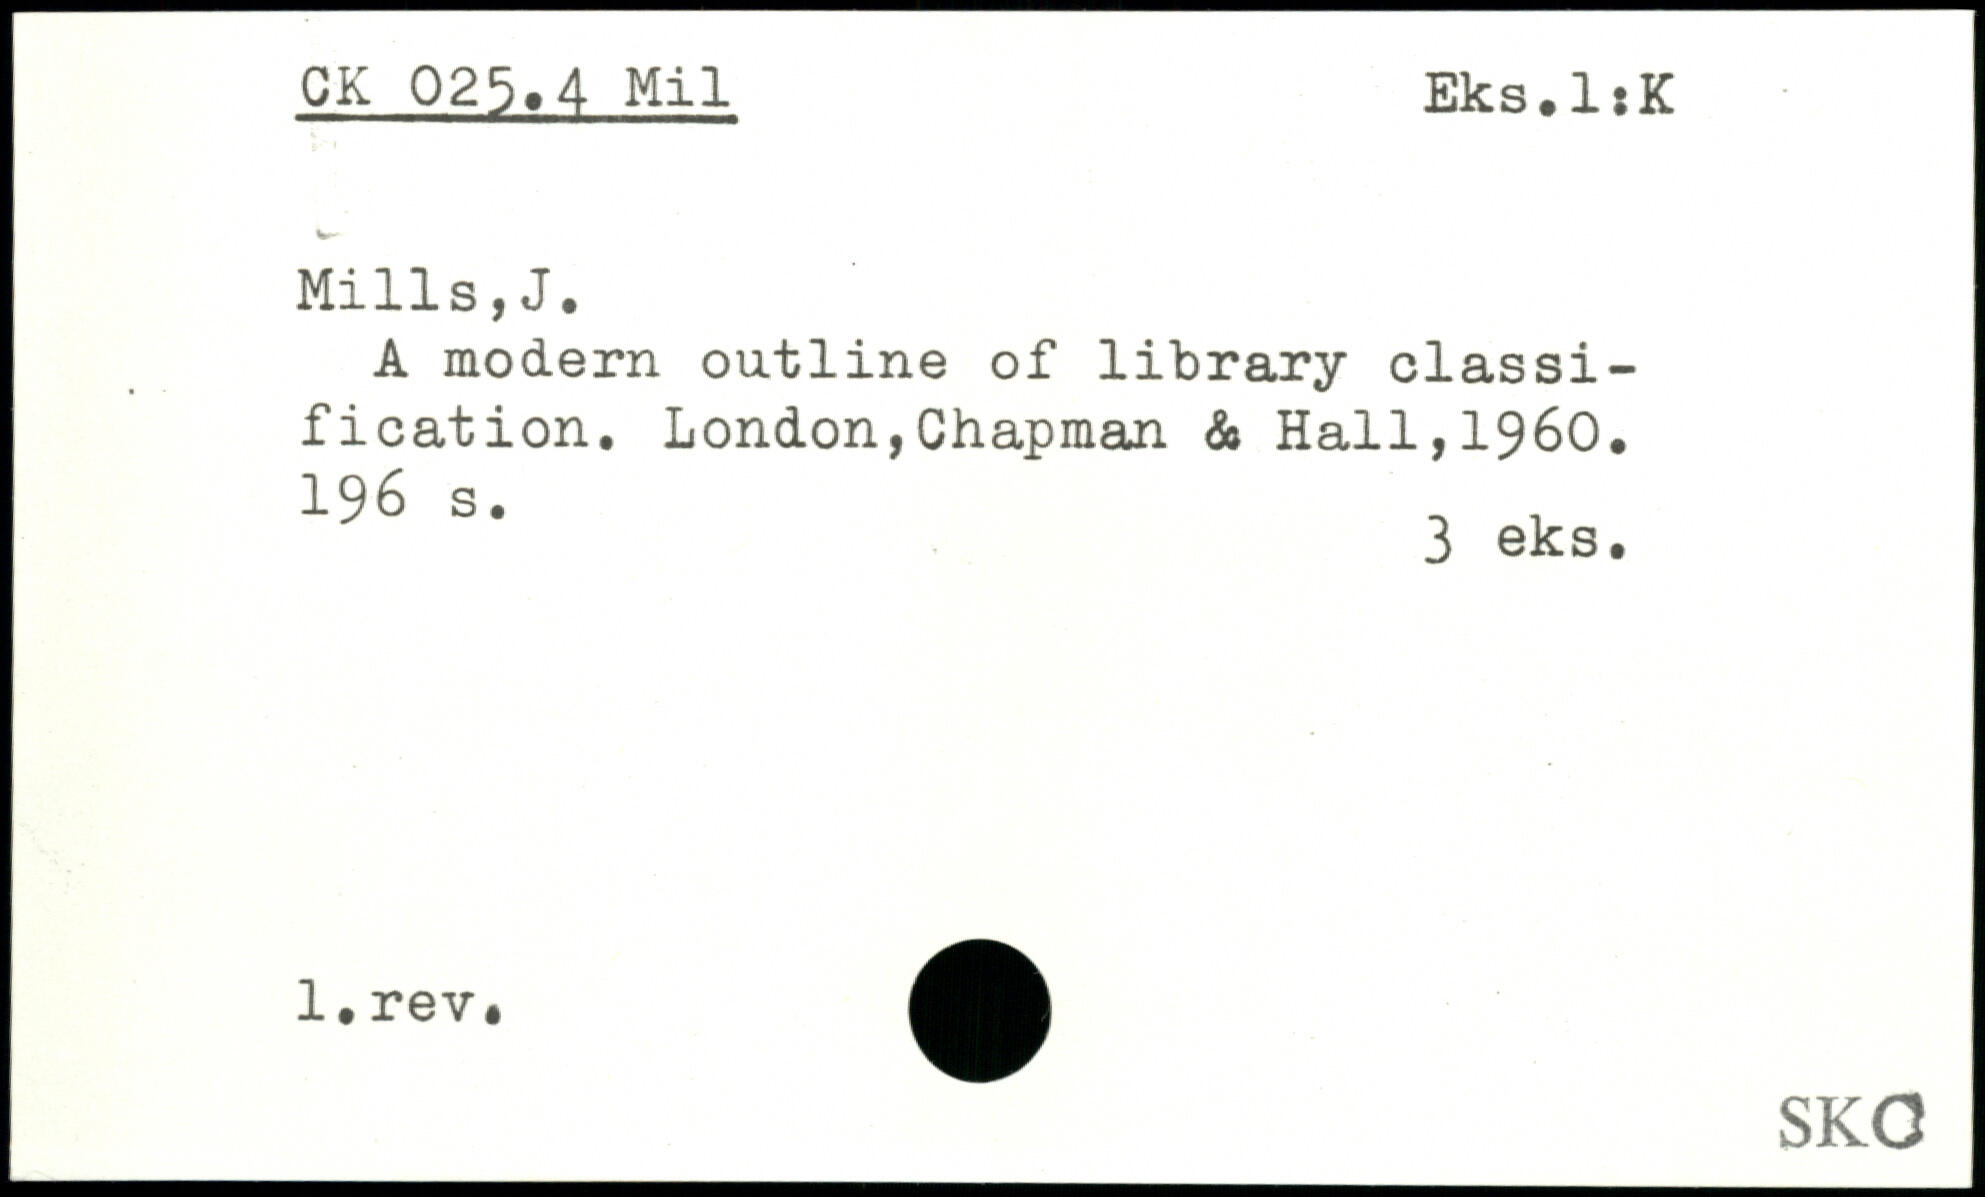 CK 025.4 Mil
Eks.1:K
Mills,J.
A modern outline of library classi-
fication. London,Chapman & Hall,1960.
196 s.
3 eks.
1.rev.